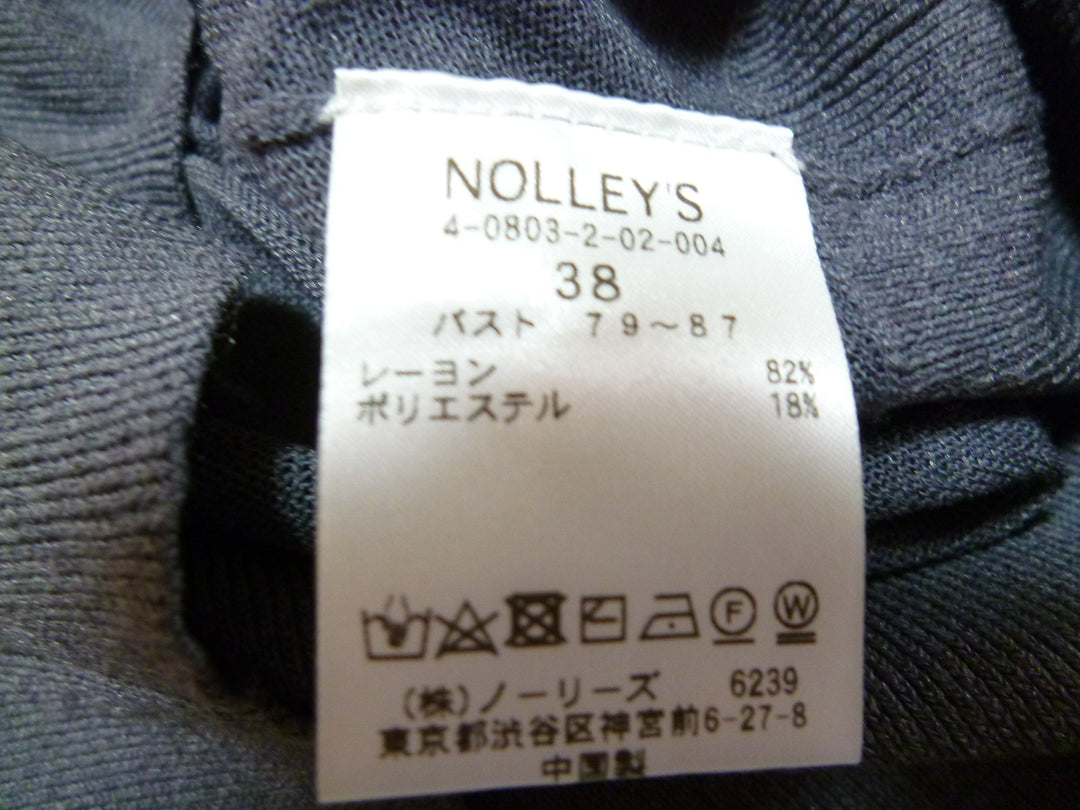 NOLLEY'S
4-0803-2-02-004
38
バスト 79～87
レーヨン 82%
ポリエステル 18%
F W
(株)ノーリーズ 6239
東京都渋谷区神宮前6-27-8
中国製